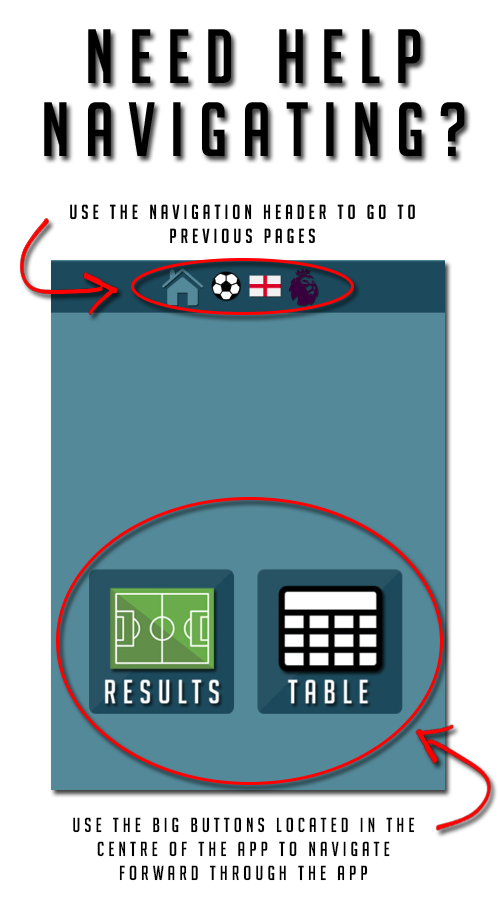 NEED HELP
NAVIGATING?
USE THE NAVIGATION HEADER TO GO TO
PREVIOUS PAGES
RESULTS
TABLE
USE THE BIG BUTTONS LOCATED IN THE
CENTRE OF THE APP TO NAVIGATE
FORWARD THROUGH THE APP